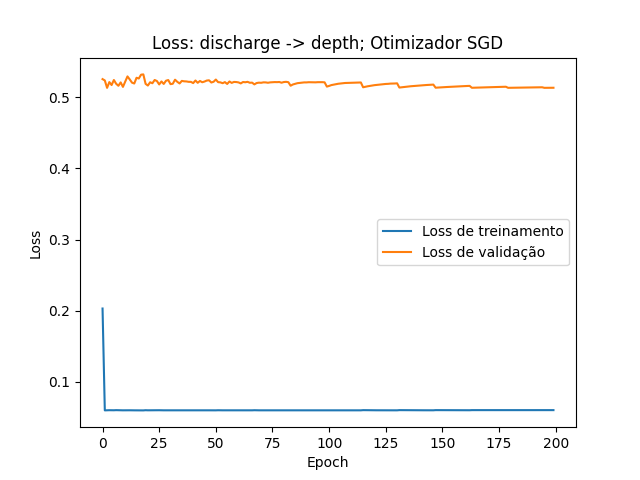 Loss: discharge -> depth; Otimizador SGD
0.5
0.4
0.3
0.2
0.1
Loss
Loss de treinamento
Loss de validação
0 25 50 75 100 125 150 175 200
Epoch